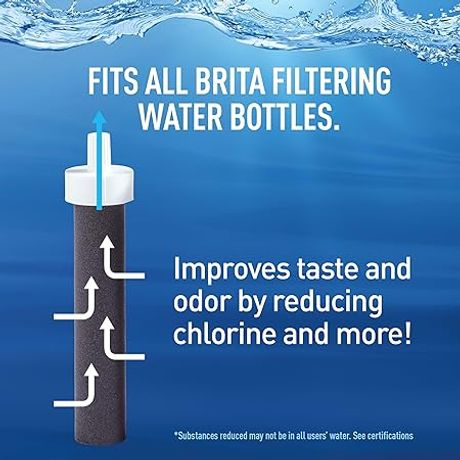 FITS ALL BRITA FILTERING
WATER BOTTLES.
Improves taste and
odor by reducing
chlorine and more!
*Substances reduced may not be in all users' water. See certifications